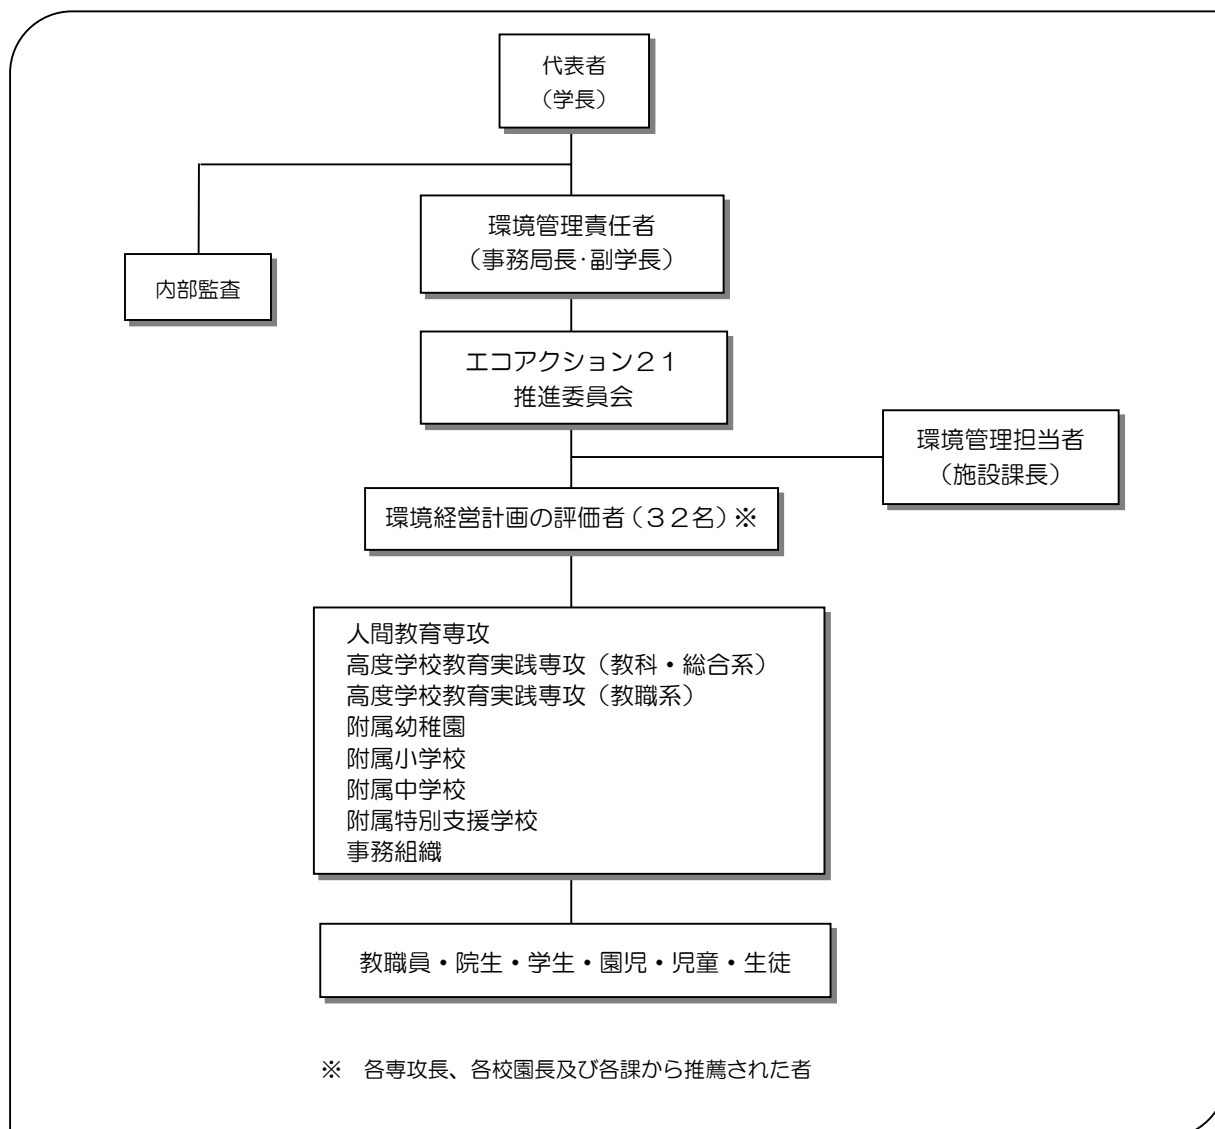 代表者
（学長）
環境管理責任者
（事務局長・副学長）
内部監査
エコアクション２１
推進委員会
環境管理担当者
（施設課長）
環境経営計画の評価者（３２名）※
人間教育専攻
高度学校教育実践専攻（教科・総合系）
高度学校教育実践専攻（教職系）
附属幼稚園
附属小学校
附属中学校
附属特別支援学校
事務組織
教職員・院生・学生・園児・児童・生徒
※　各専攻長、各校園長及び各課から推薦された者